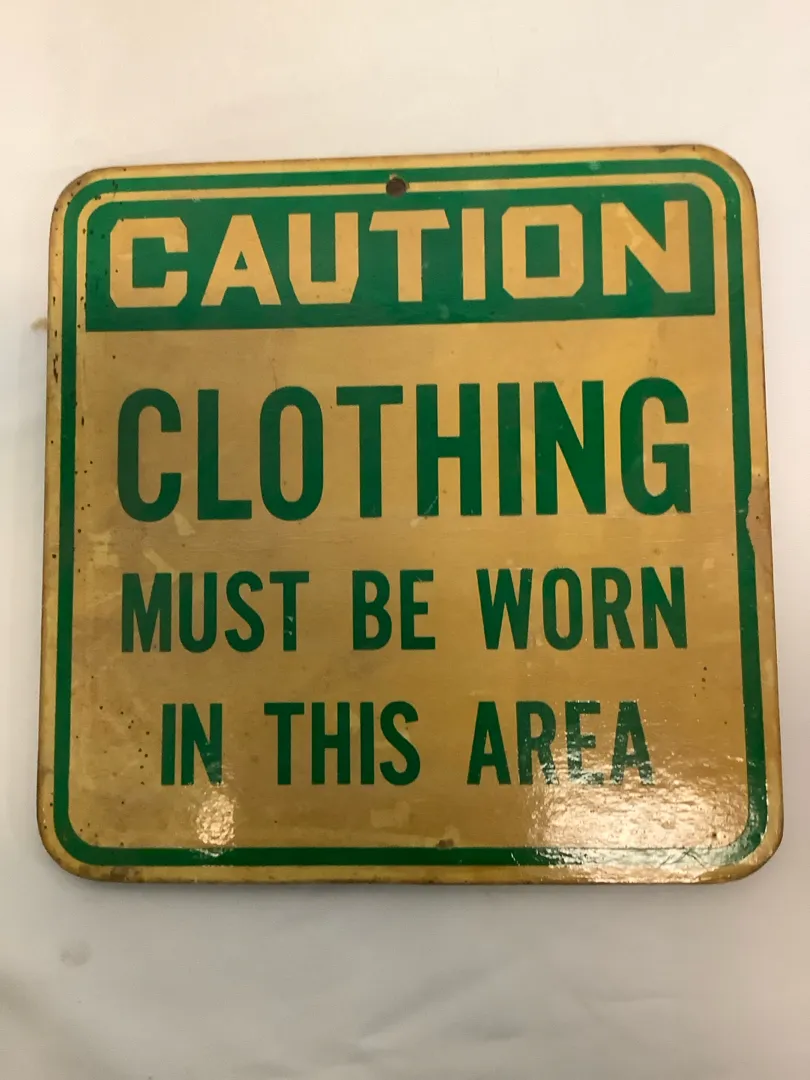 CAUTION
CLOTHING
MUST BE WORN
IN THIS AREA